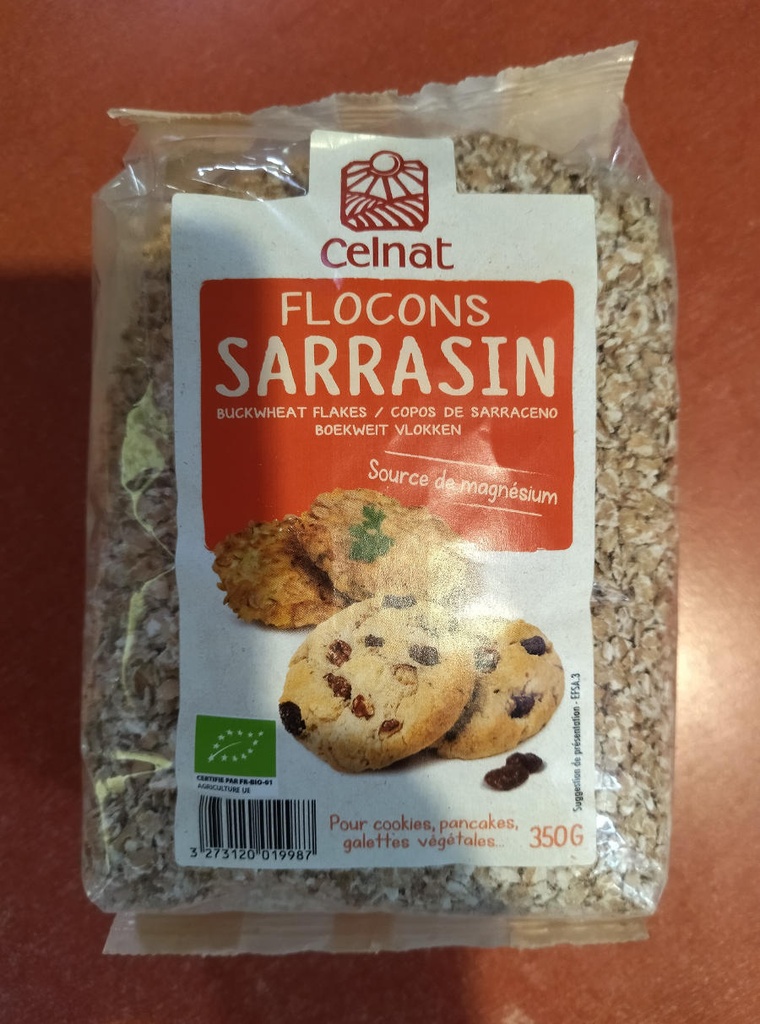 celnat
FLOCONS
SARRASIN
BUCKWHEAT FLAKES / COPOS DE SARRACENO
BOEKWEIT VLOKKEN
Source de magnésium
Suggestion de présentation - EFSA.3
CERTIFIÉ PAR FR-BIO-01
AGRICULTURE UE
3 273120 019987
Pour cookies, pancakes,
galettes végétales...
350G